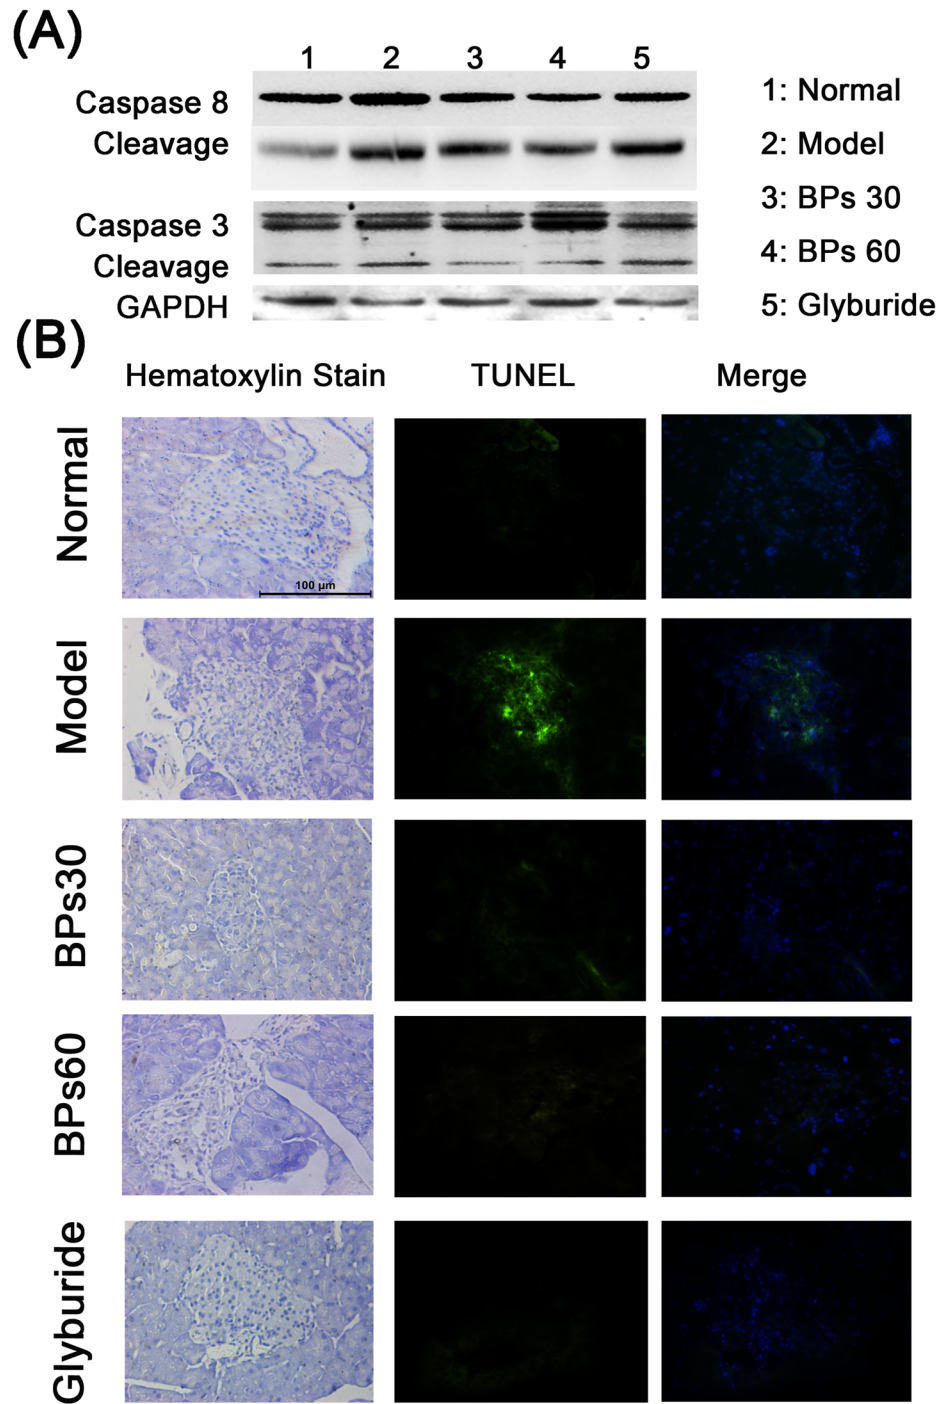 (A)
1 2 3 4 5
Caspase 8
Cleavage
Caspase 3
Cleavage
GAPDH
1: Normal
2: Model
3: BPs 30
4: BPs 60
5: Glyburide
(B)
Hematoxylin Stain TUNEL Merge
Normal
100 μm
Model
BPs30
BPs60
Glyburide